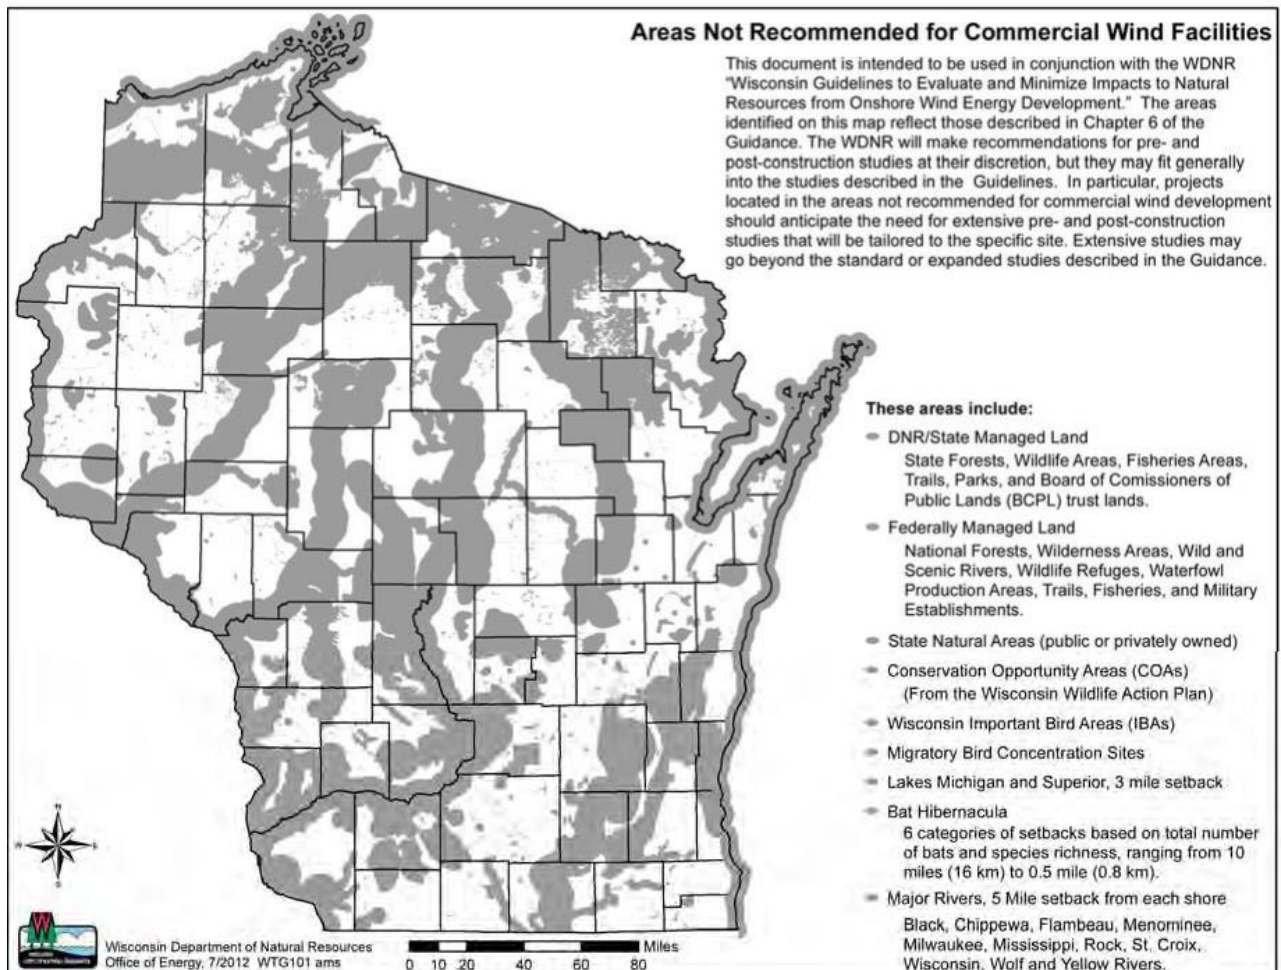 Areas Not Recommended for Commercial Wind Facilities
This document is intended to be used in conjunction with the WDNR
"Wisconsin Guidelines to Evaluate and Minimize Impacts to Natural
Resources from Onshore Wind Energy Development." The areas
identified on this map reflect those described in Chapter 6 of the
Guidance. The WDNR will make recommendations for pre- and
post-construction studies at their discretion, but they may fit generally
into the studies described in the Guidelines. In particular, projects
located in the areas not recommended for commercial wind development
should anticipate the need for extensive pre- and post-construction
studies that will be tailored to the specific site. Extensive studies may
go beyond the standard or expanded studies described in the Guidance.
These areas include:
DNR/State Managed Land
State Forests, Wildlife Areas, Fisheries Areas,
Trails, Parks, and Board of Comissioners of
Public Lands (BCPL) trust lands.
Federally Managed Land
National Forests, Wilderness Areas, Wild and
Scenic Rivers, Wildlife Refuges, Waterfowl
Production Areas, Trails, Fisheries, and Military
Establishments.
State Natural Areas (public or privately owned)
Conservation Opportunity Areas (COAs)
(From the Wisconsin Wildlife Action Plan)
Wisconsin Important Bird Areas (IBAs)
Migratory Bird Concentration Sites
Lakes Michigan and Superior, 3 mile setback
Bat Hibernacula
6 categories of setbacks based on total number
of bats and species richness, ranging from 10
miles (16 km) to 0.5 mile (0.8 km).
Major Rivers, 5 Mile setback from each shore
Black, Chippewa, Flambeau, Menominee,
Milwaukee, Mississippi, Rock, St. Croix,
Wisconsin, Wolf and Yellow Rivers.
N
W
E
S
W
Wisconsin Department of Natural Resources
Office of Energy, 7/2012 WTG101 ams
Miles
0 10 20 40 60 80